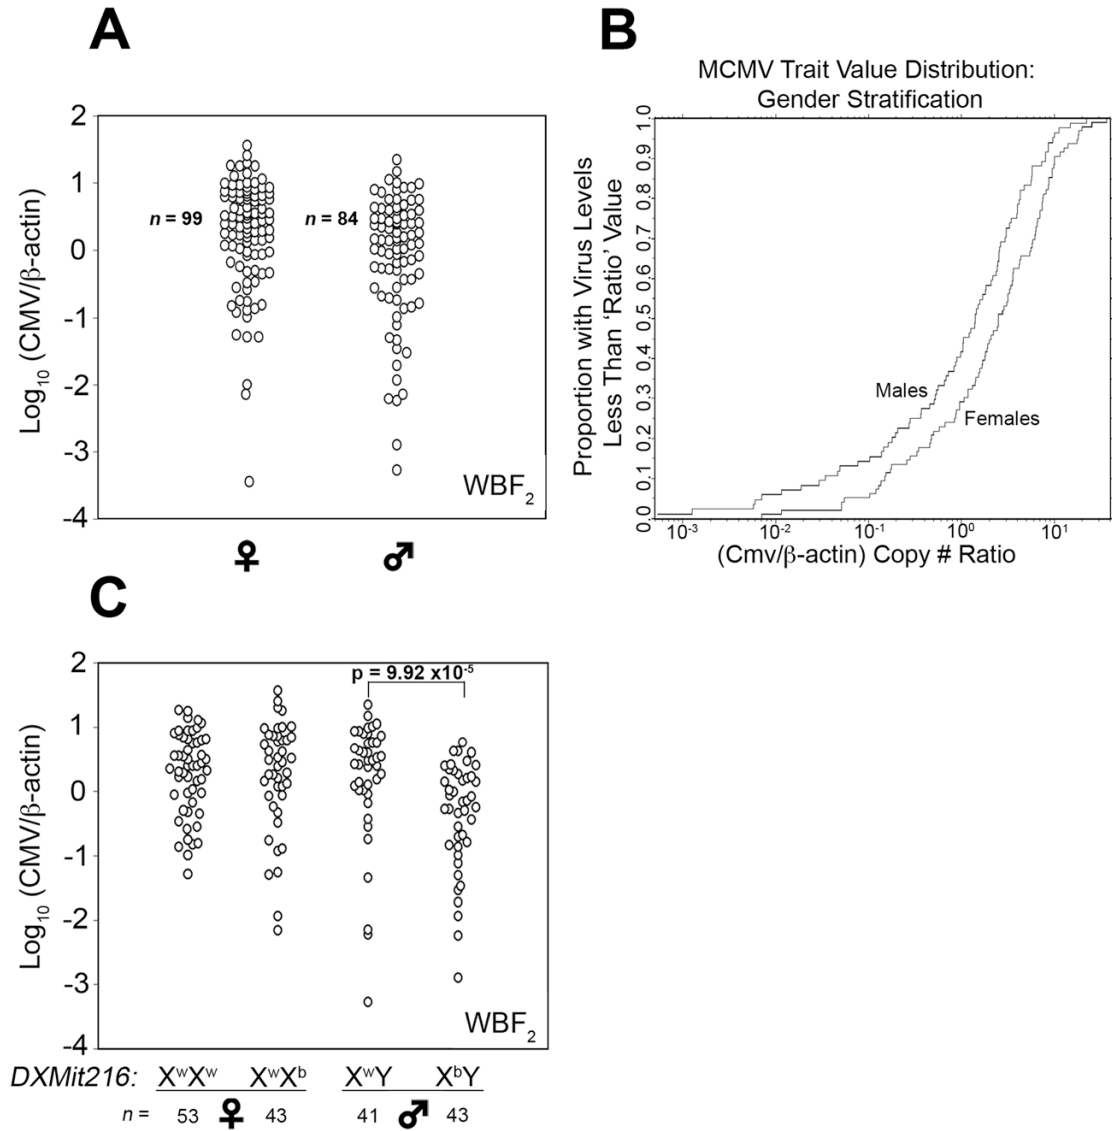 A
2
1
0
-1
-2
-3
-4
Log10 (CMV/β-actin)
n = 99
n = 84
WBF2
♀
♂
B
MCMV Trait Value Distribution:
Gender Stratification
Proportion with Virus Levels
Less Than ‘Ratio’ Value
1.0
0.9
0.8
0.7
0.6
0.5
0.4
0.3
0.2
0.1
0.0
Males
Females
10-3
10-2
10-1
100
101
(Cmv/β-actin) Copy # Ratio
C
2
1
0
-1
-2
-3
-4
Log10 (CMV/β-actin)
p = 9.92 x10-5
WBF2
DXMit216: XwXw XwXb XwY XbY
n = 53 ♀ 43 41 ♂ 43